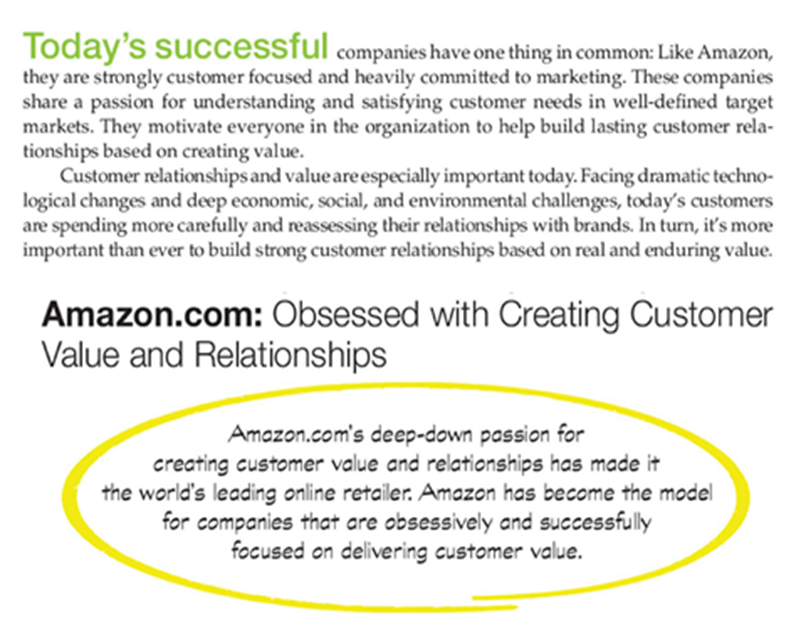 Today's successful companies have one thing in common: Like Amazon,
they are strongly customer focused and heavily committed to marketing. These companies
share a passion for understanding and satisfying customer needs in well-defined target
markets. They motivate everyone in the organization to help build lasting customer rela-
tionships based on creating value.
Customer relationships and value are especially important today. Facing dramatic techno-
logical changes and deep economic, social, and environmental challenges, today's customers
are spending more carefully and reassessing their relationships with brands. In turn, it's more
important than ever to build strong customer relationships based on real and enduring value.
Amazon.com: Obsessed with Creating Customer
Value and Relationships
Amazon.com's deep-down passion for
creating customer value and relationships has made it
the world's leading online retailer. Amazon has become the model
for companies that are obsessively and successfully
focused on delivering customer value.